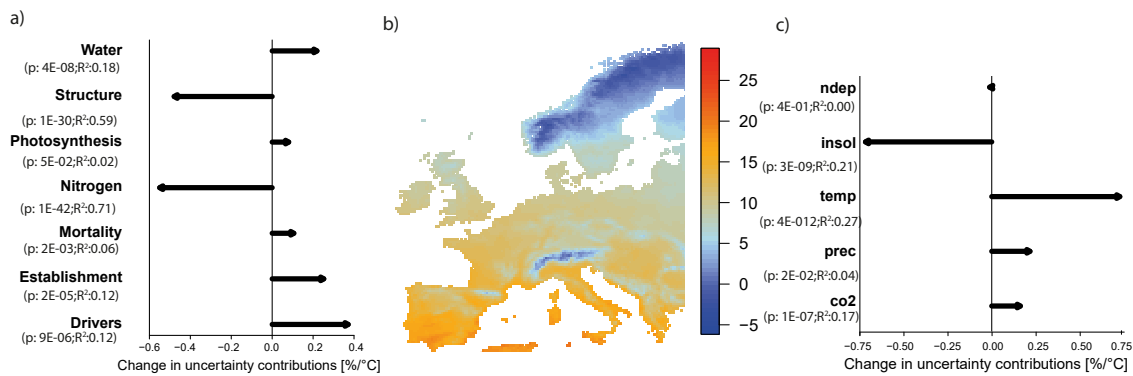 a)
Water
(p: 4E-08;R²:0.18)
Structure
(p: 1E-30;R²:0.59)
Photosynthesis
(p: 5E-02;R²:0.02)
Nitrogen
(p: 1E-42;R²:0.71)
Mortality
(p: 2E-03;R²:0.06)
Establishment
(p: 2E-05;R²:0.12)
Drivers
(p: 9E-06;R²:0.12)
−0.6 −0.4 −0.2 0.0 0.2 0.4
Change in uncertainty contributions [%/°C]
b)
25
20
15
10
5
0
−5
c)
ndep
(p: 4E-01;R²:0.00)
insol
(p: 3E-09;R²:0.21)
temp
(p: 4E-012;R²:0.27)
prec
(p: 2E-02;R²:0.04)
co2
(p: 1E-07;R²:0.17)
−0.75 −0.50 −0.25 0.00 0.25 0.50 0.75
Change in uncertainty contributions [%/°C]